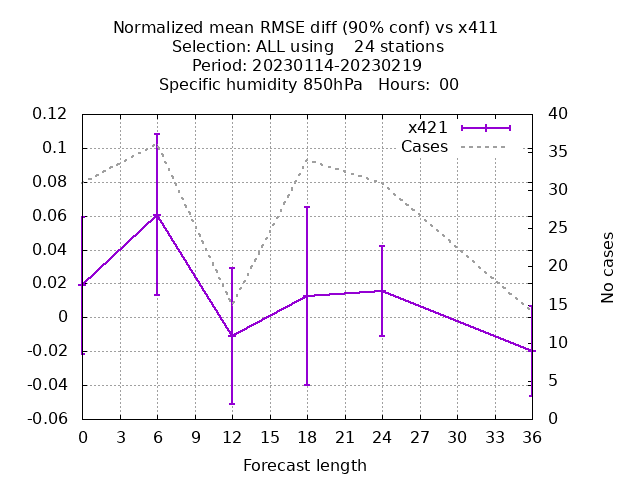 Normalized mean RMSE diff (90% conf) vs x411
Selection: ALL using    24 stations
Period: 20230114-20230219
Specific humidity 850hPa   Hours:  00
0.12
0.1
0.08
0.06
0.04
0.02
0
-0.02
-0.04
-0.06
x421
Cases
40
35
30
25
20
15
10
5
0
No cases
0 3 6 9 12 15 18 21 24 27 30 33 36
Forecast length